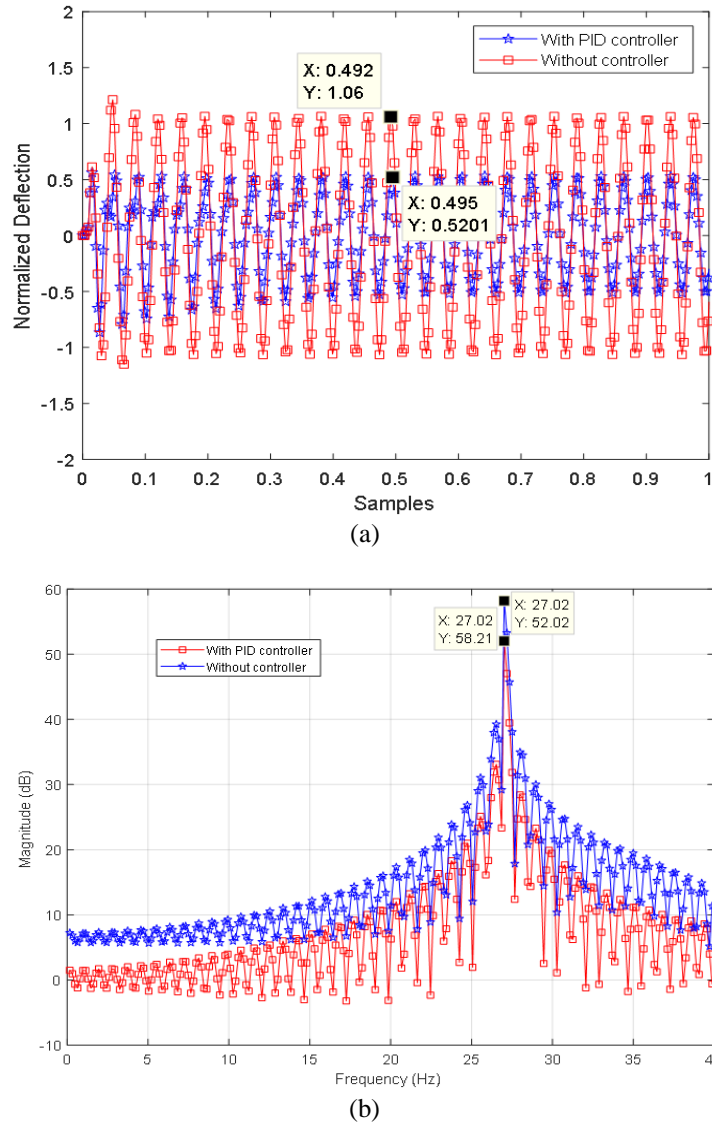 2
1.5
1
0.5
0
-0.5
-1
-1.5
-2
Normalized Deflection
With PID controller
Without controller
X: 0.492
Y: 1.06
X: 0.495
Y: 0.5201
0 0.1 0.2 0.3 0.4 0.5 0.6 0.7 0.8 0.9 1
Samples
(a)
60
50
40
30
20
10
0
-10
Magnitude (dB)
With PID controller
Without controller
X: 27.02
Y: 58.21
X: 27.02
Y: 52.02
0 5 10 15 20 25 30 35
Frequency (Hz)
(b)